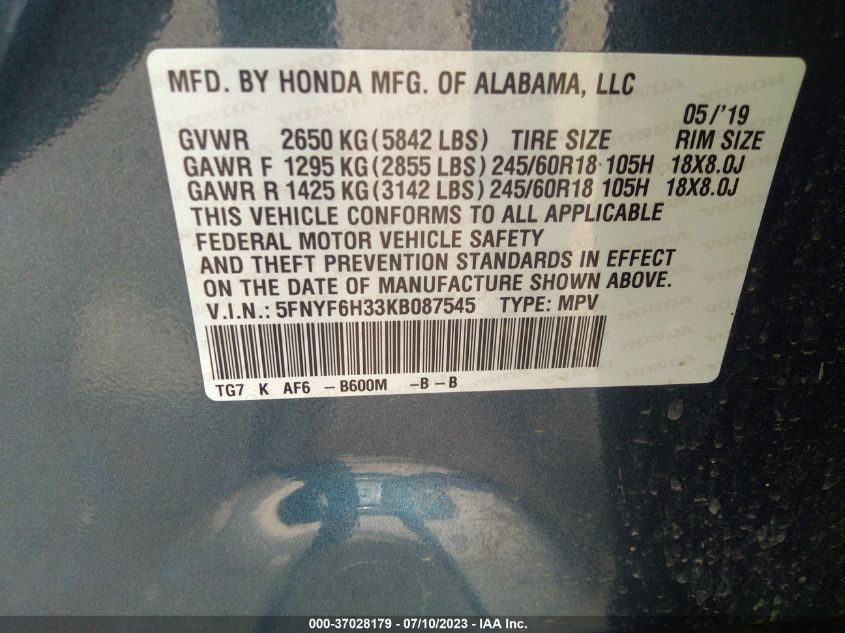 MFD. BY HONDA MFG. OF ALABAMA, LLC
05/'19
GVWR 2650 KG (5842 LBS) TIRE SIZE RIM SIZE
GAWR F 1295 KG (2855 LBS) 245/60R18 105H 18X8.0J
GAWR R 1425 KG (3142 LBS) 245/60R18 105H 18X8.0J
THIS VEHICLE CONFORMS TO ALL APPLICABLE
FEDERAL MOTOR VEHICLE SAFETY
AND THEFT PREVENTION STANDARDS IN EFFECT
ON THE DATE OF MANUFACTURE SHOWN ABOVE.
V.I.N.: 5FNYF6H33KB087545 TYPE: MPV
TG7 K AF6 -B600M -B-B
000-37028179 - 07/10/2023 - IAA Inc.